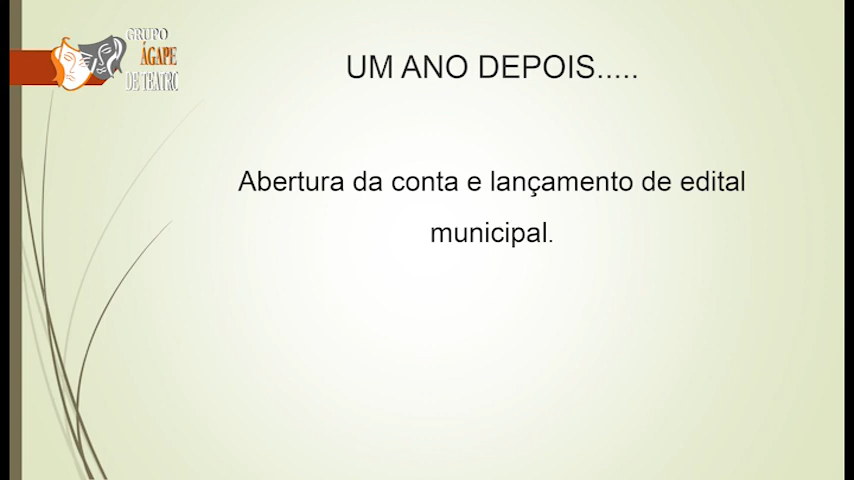 GRUPO
ÁGAPE
DE TEATRO
UM ANO DEPOIS.....
Abertura da conta e lançamento de edital
municipal.